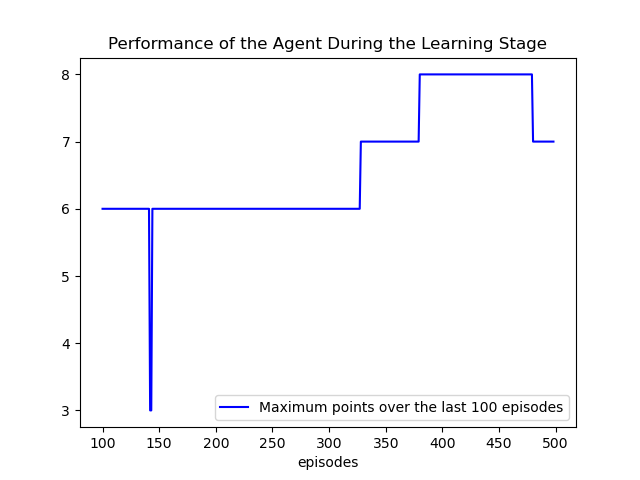 Performance of the Agent During the Learning Stage
8
7
6
5
4
3
Maximum points over the last 100 episodes
100 150 200 250 300 350 400 450 500
episodes